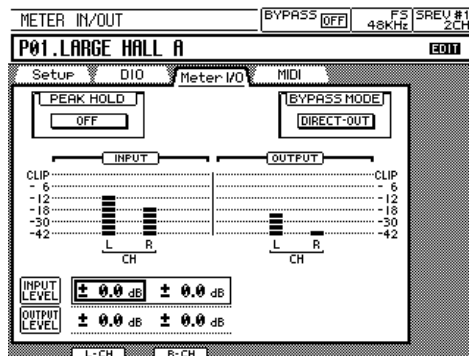 METER IN/OUT
BYPASS OFF
FS 48KHz
SREV #1 2CH
P01.LARGE HALL A
EDIT
Setup DIO Meter I/O MIDI
PEAK HOLD
OFF
BYPASS MODE
DIRECT-OUT
INPUT OUTPUT
CLIP CLIP
- 6 - 6
-12 -12
-18 -18
-30 -30
-42 -42
L R L R
CH CH
INPUT LEVEL ± 0.0 dB ± 0.0 dB
OUTPUT LEVEL ± 0.0 dB ± 0.0 dB
L-CH R-CH